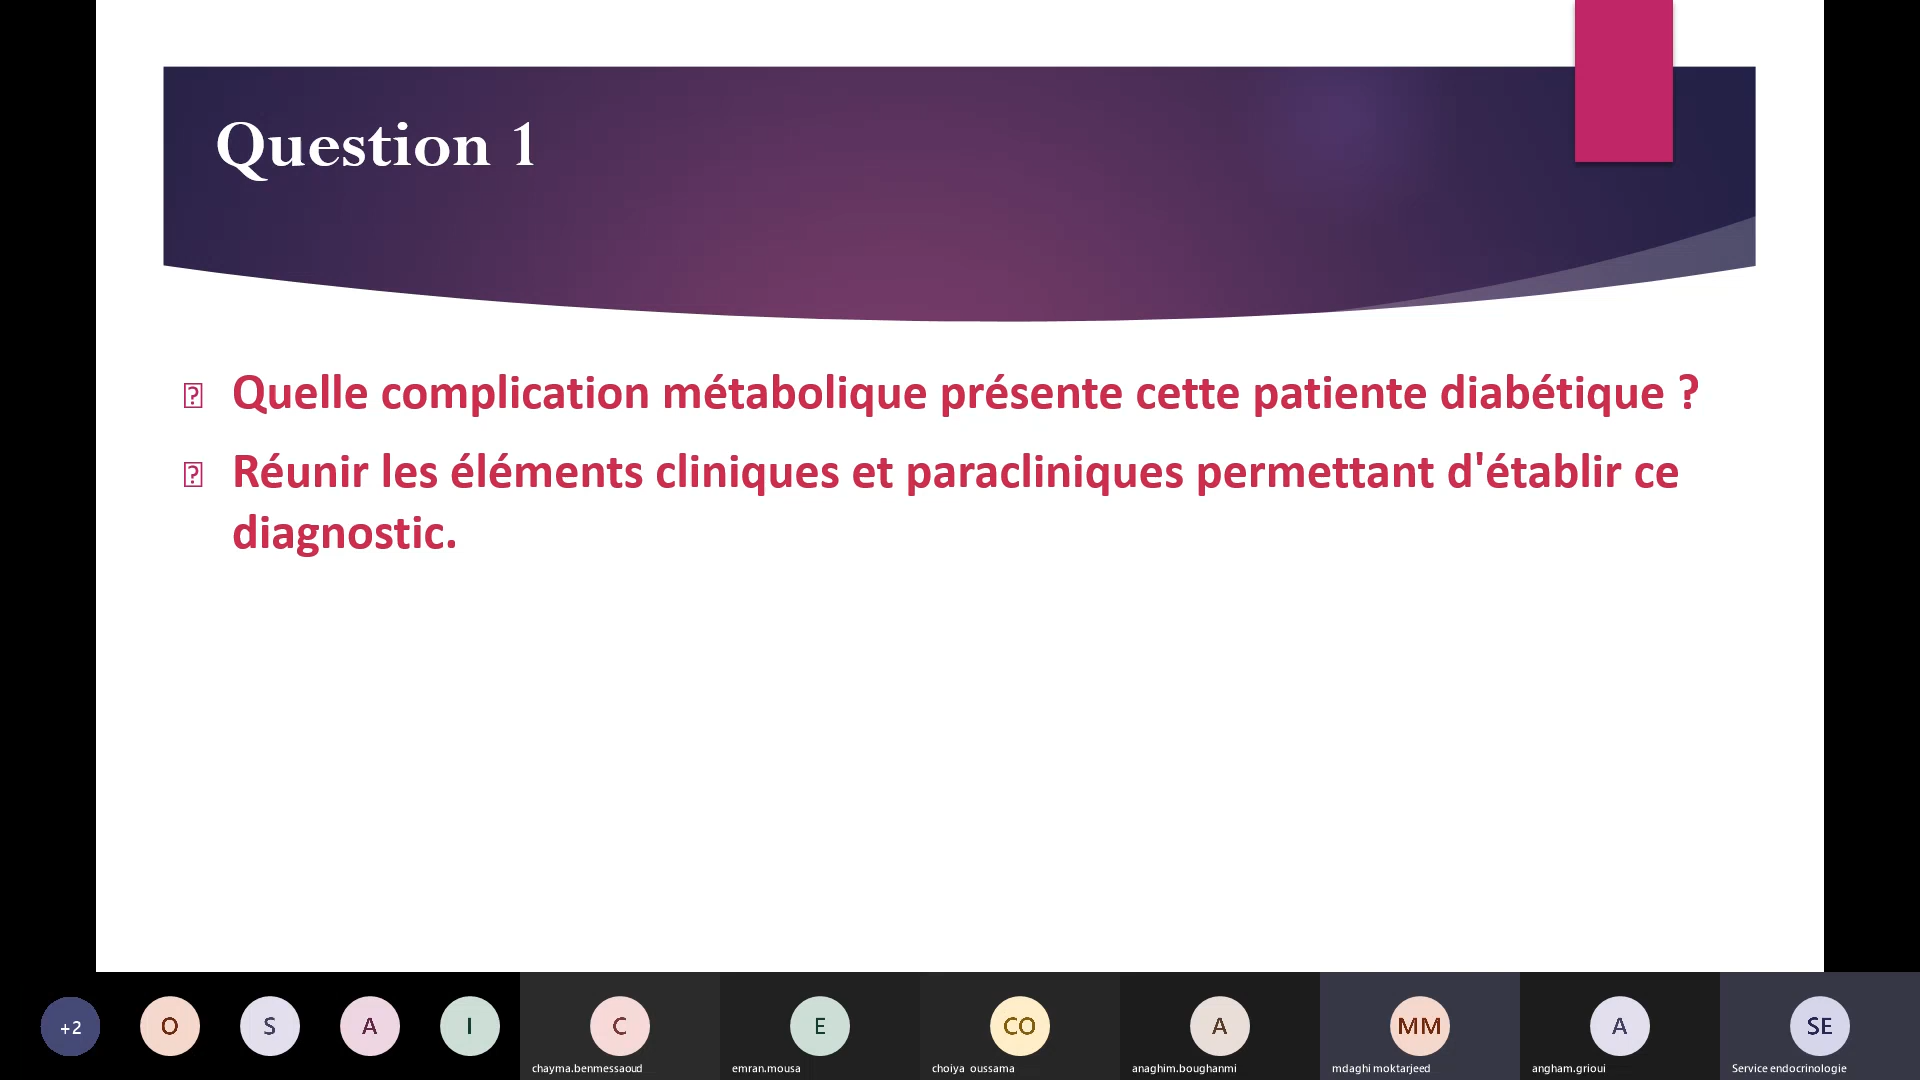 Question 1
Quelle complication métabolique présente cette patiente diabétique ?
Réunir les éléments cliniques et paracliniques permettant d'établir ce
diagnostic.
+2
O
S
A
I
C
E
CO
A
MM
A
SE
chayma.benmessaoud
emran.mousa
choiya oussama
anaghim.boughanmi
mdaghi moktarjeed
angham.grioui
Service endocrinologie